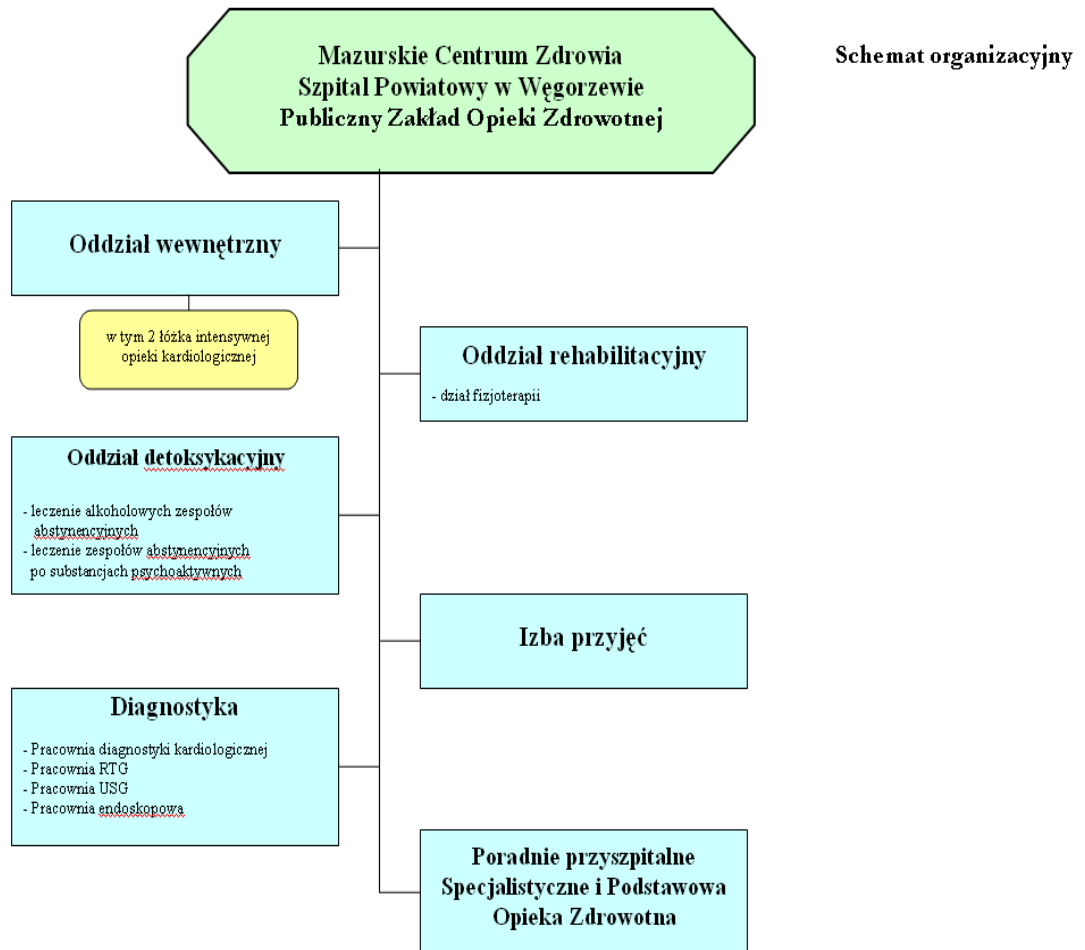 Mazurskie Centrum Zdrowia
Szpital Powiatowy w Węgorzewie
Publiczny Zakład Opieki Zdrowotnej
Schemat organizacyjny
Oddział wewnętrzny
w tym 2 łóżka intensywnej
opieki kardiologicznej
Oddział rehabilitacyjny
- dział fizjoterapii
Oddział detoksykacyjny
- leczenie alkoholowych zespołów
abstynencyjnych
- leczenie zespołów abstynencyjnych
po substancjach psychoaktywnych
Izba przyjęć
Diagnostyka
- Pracownia diagnostyki kardiologicznej
- Pracownia RTG
- Pracownia USG
- Pracownia endoskopowa
Poradnie przyszpitalne
Specjalistyczne i Podstawowa
Opieka Zdrowotna